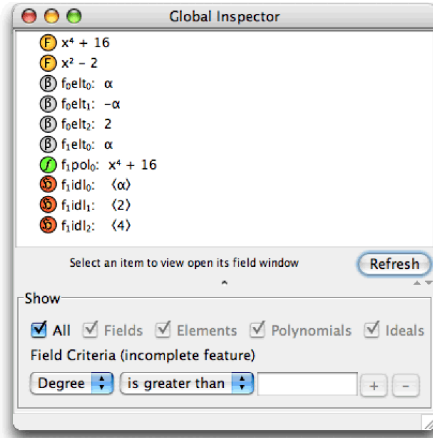 Global Inspector
F x⁴ + 16
F x² − 2
β f₀elt₀: α
β f₀elt₁: −α
β f₀elt₂: 2
β f₁elt₀: α
f f₁pol₀: x⁴ + 16
f₁idl₀: ⟨α⟩
f₁idl₁: ⟨2⟩
f₁idl₂: ⟨4⟩
Select an item to view open its field window
Refresh
Show
All Fields Elements Polynomials Ideals
Field Criteria (incomplete feature)
Degree is greater than + −